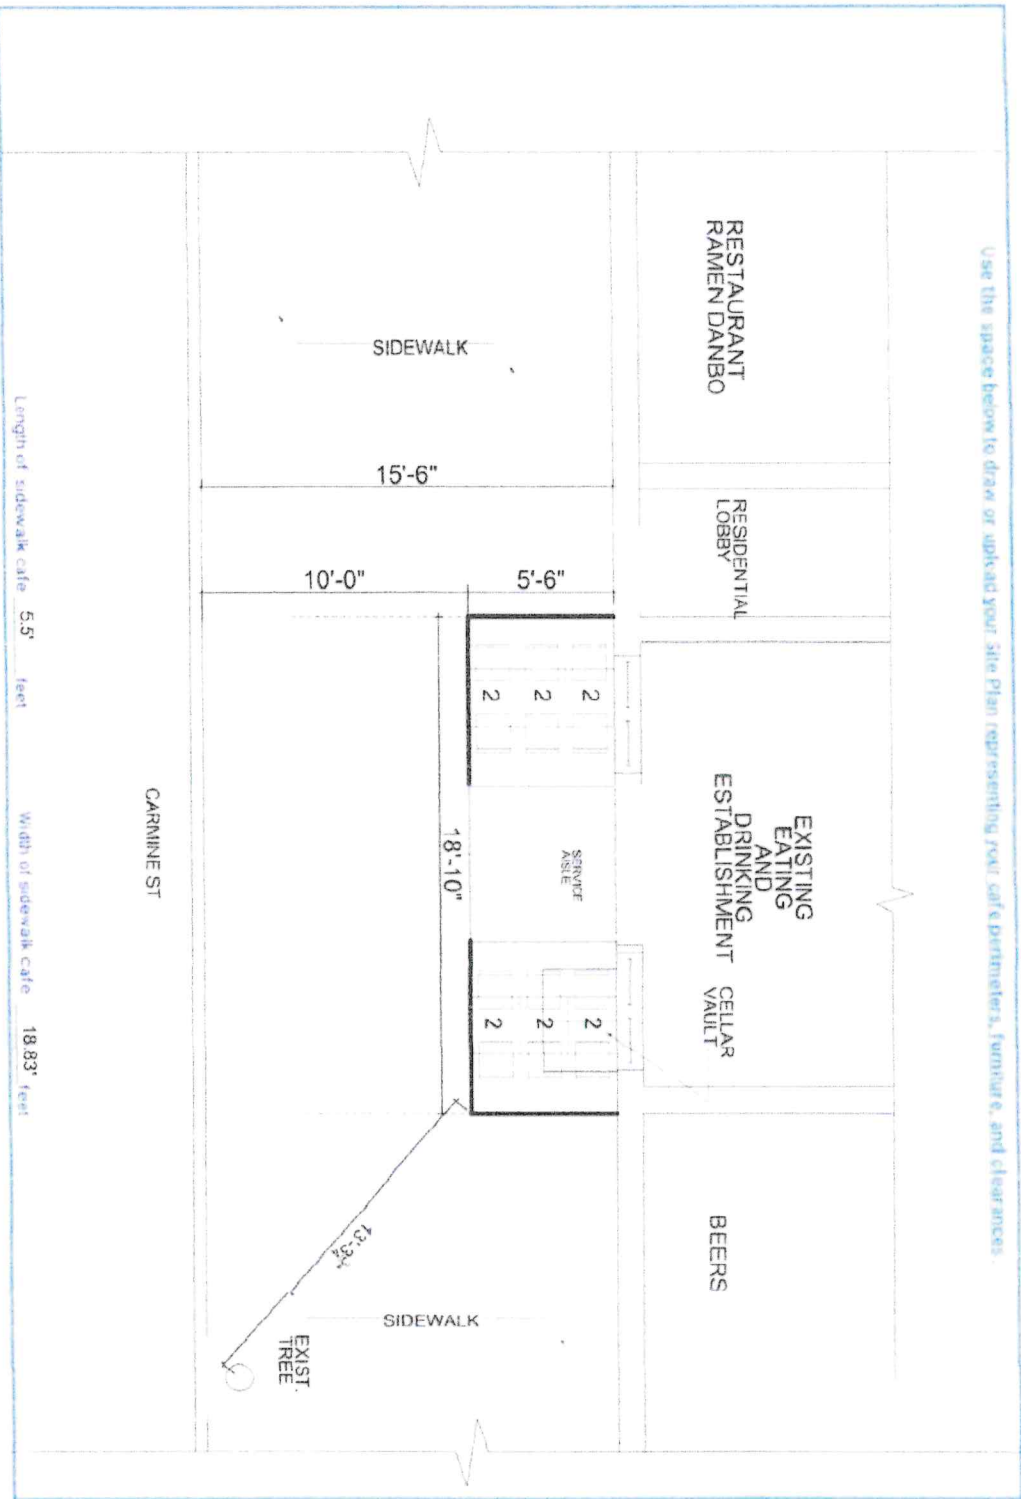 Use the space below to draw or upload your Site Plan representing your cafe perimeters, furniture, and clearances.
RESTAURANT
RAMEN DANBO
RESIDENTIAL
LOBBY
EXISTING
EATING
AND
DRINKING
ESTABLISHMENT
CELLAR
VAULT
BEERS
SIDEWALK
15'-6"
10'-0"
5'-6"
2
2
2
SERVICE
AISLE
2
2
2
18'-10"
SIDEWALK
EXIST.
TREE
CARMINE ST
Length of sidewalk cafe 5.5' feet
Width of sidewalk cafe 18.83' feet